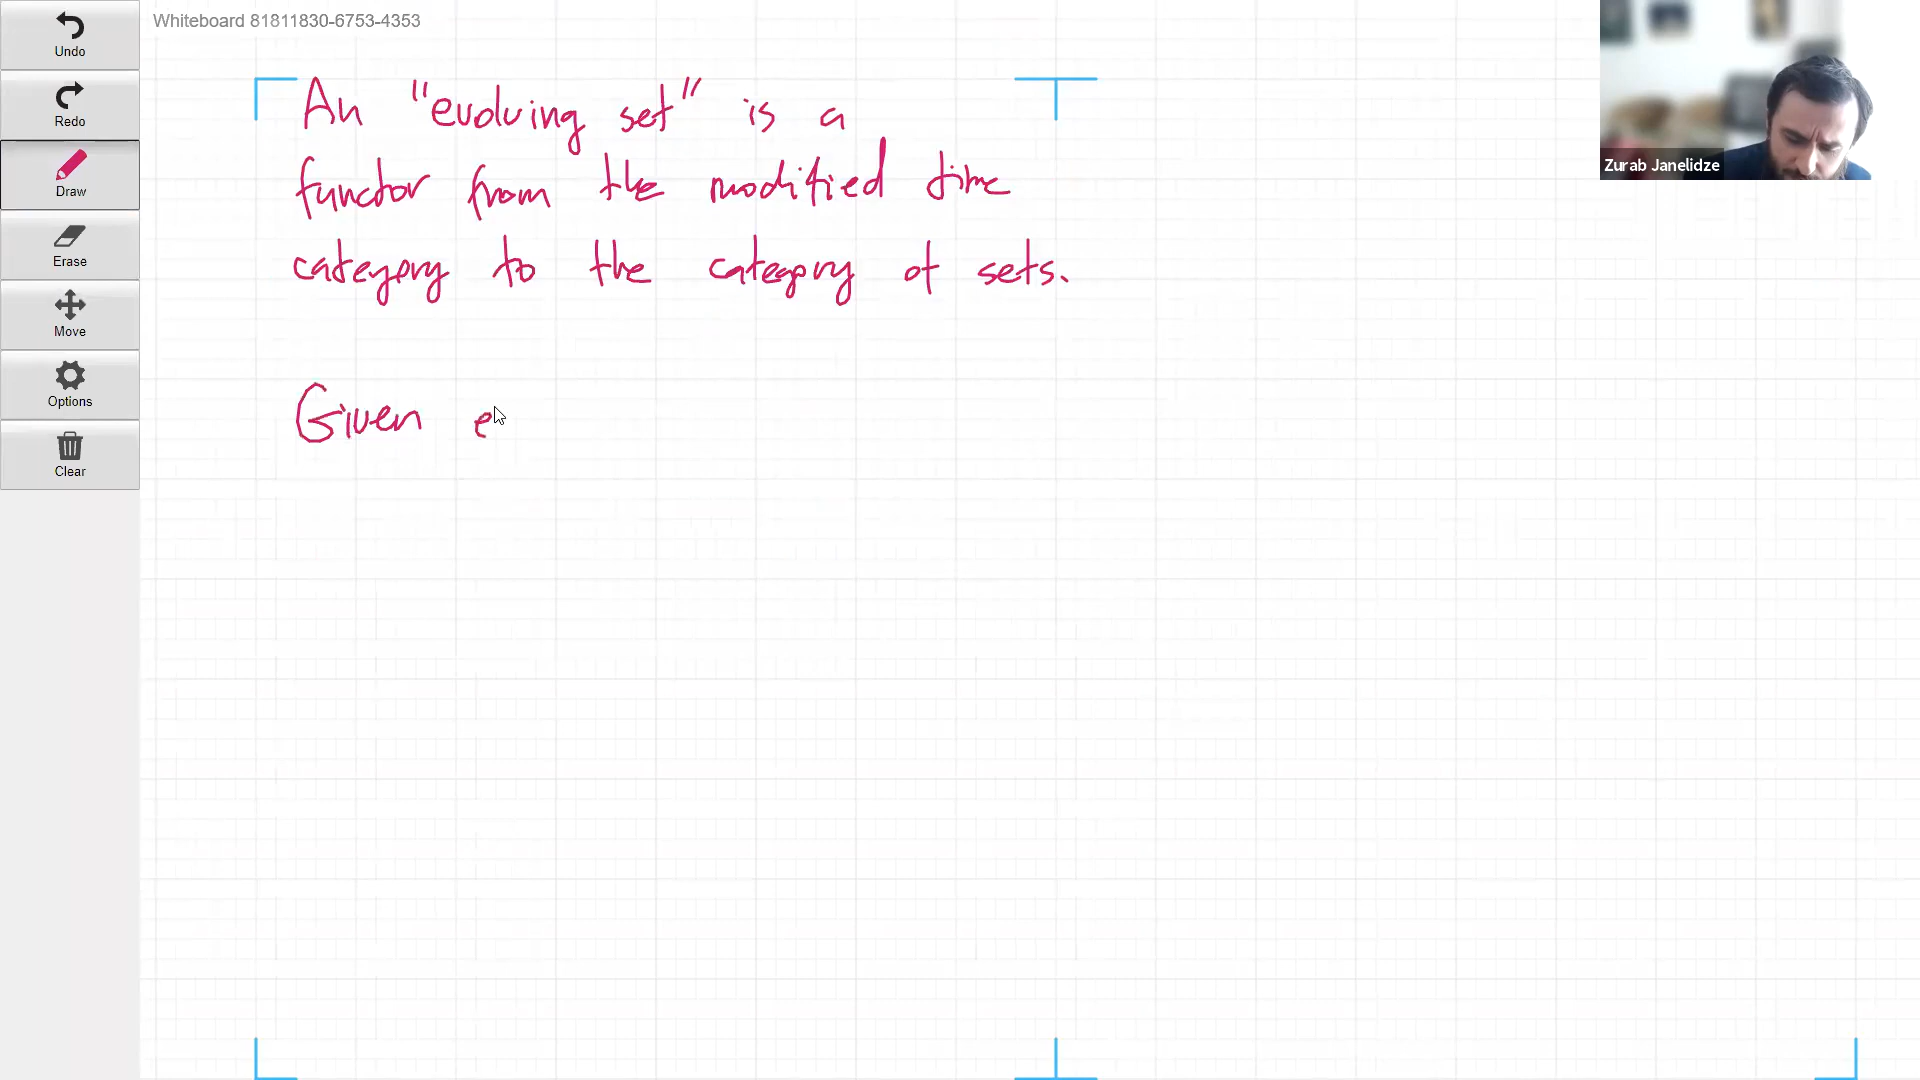 Whiteboard 81811830-6753-4353
Undo
Redo
Draw
Erase
Move
Options
Clear
An "evolving set" is a
functor from the modified time
category to the category of sets.
Given e
Zurab Janelidze